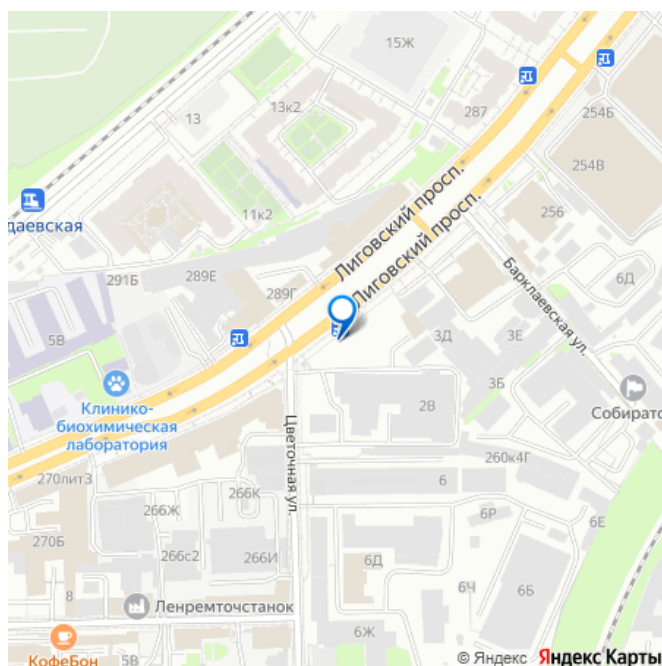 15Ж
287
254Б
13к2
13
254В
Лиговский просп.
Лиговский просп.
256
11к2
даевская
Барклаевская ул.
6Д
291Б
289Е
289Г
5В
3Д
3Е
3Б
Клинико-
биохимическая
лаборатория
2В
Собирато
Цветочная ул.
270литЗ
266К
260к4Г
6
266Ж
6Р
6Е
270Б
266с2
266И
6Д
8
Ленремточстанок
6Ч
6Б
6Ж
КофеБон
5В
© Яндекс Яндекс Карты